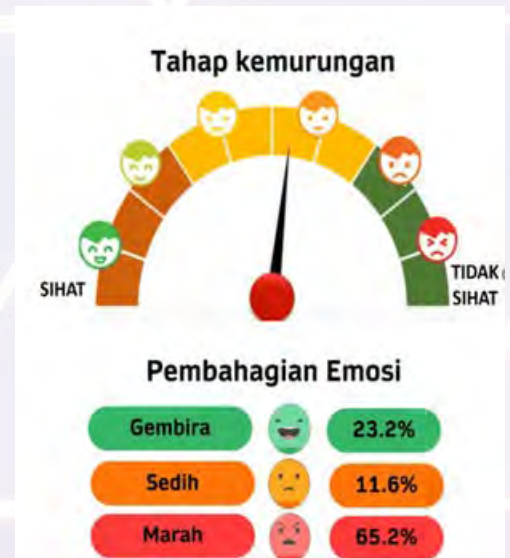 Tahap kemurungan
SIHAT
TIDAK
SIHAT
Pembahagian Emosi
Gembira 23.2%
Sedih 11.6%
Marah 65.2%